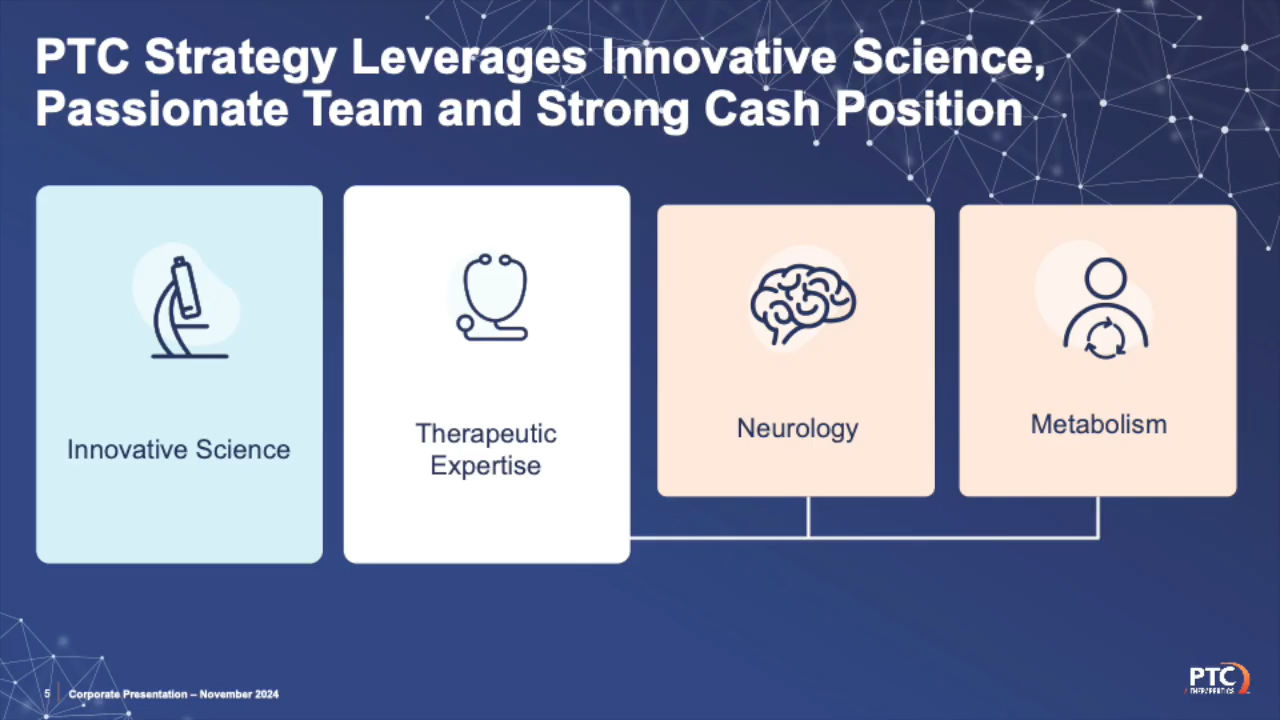 PTC Strategy Leverages Innovative Science,
Passionate Team and Strong Cash Position
Innovative Science
Therapeutic
Expertise
Neurology
Metabolism
5
Corporate Presentation – November 2024
PTC
THERAPEUTICS